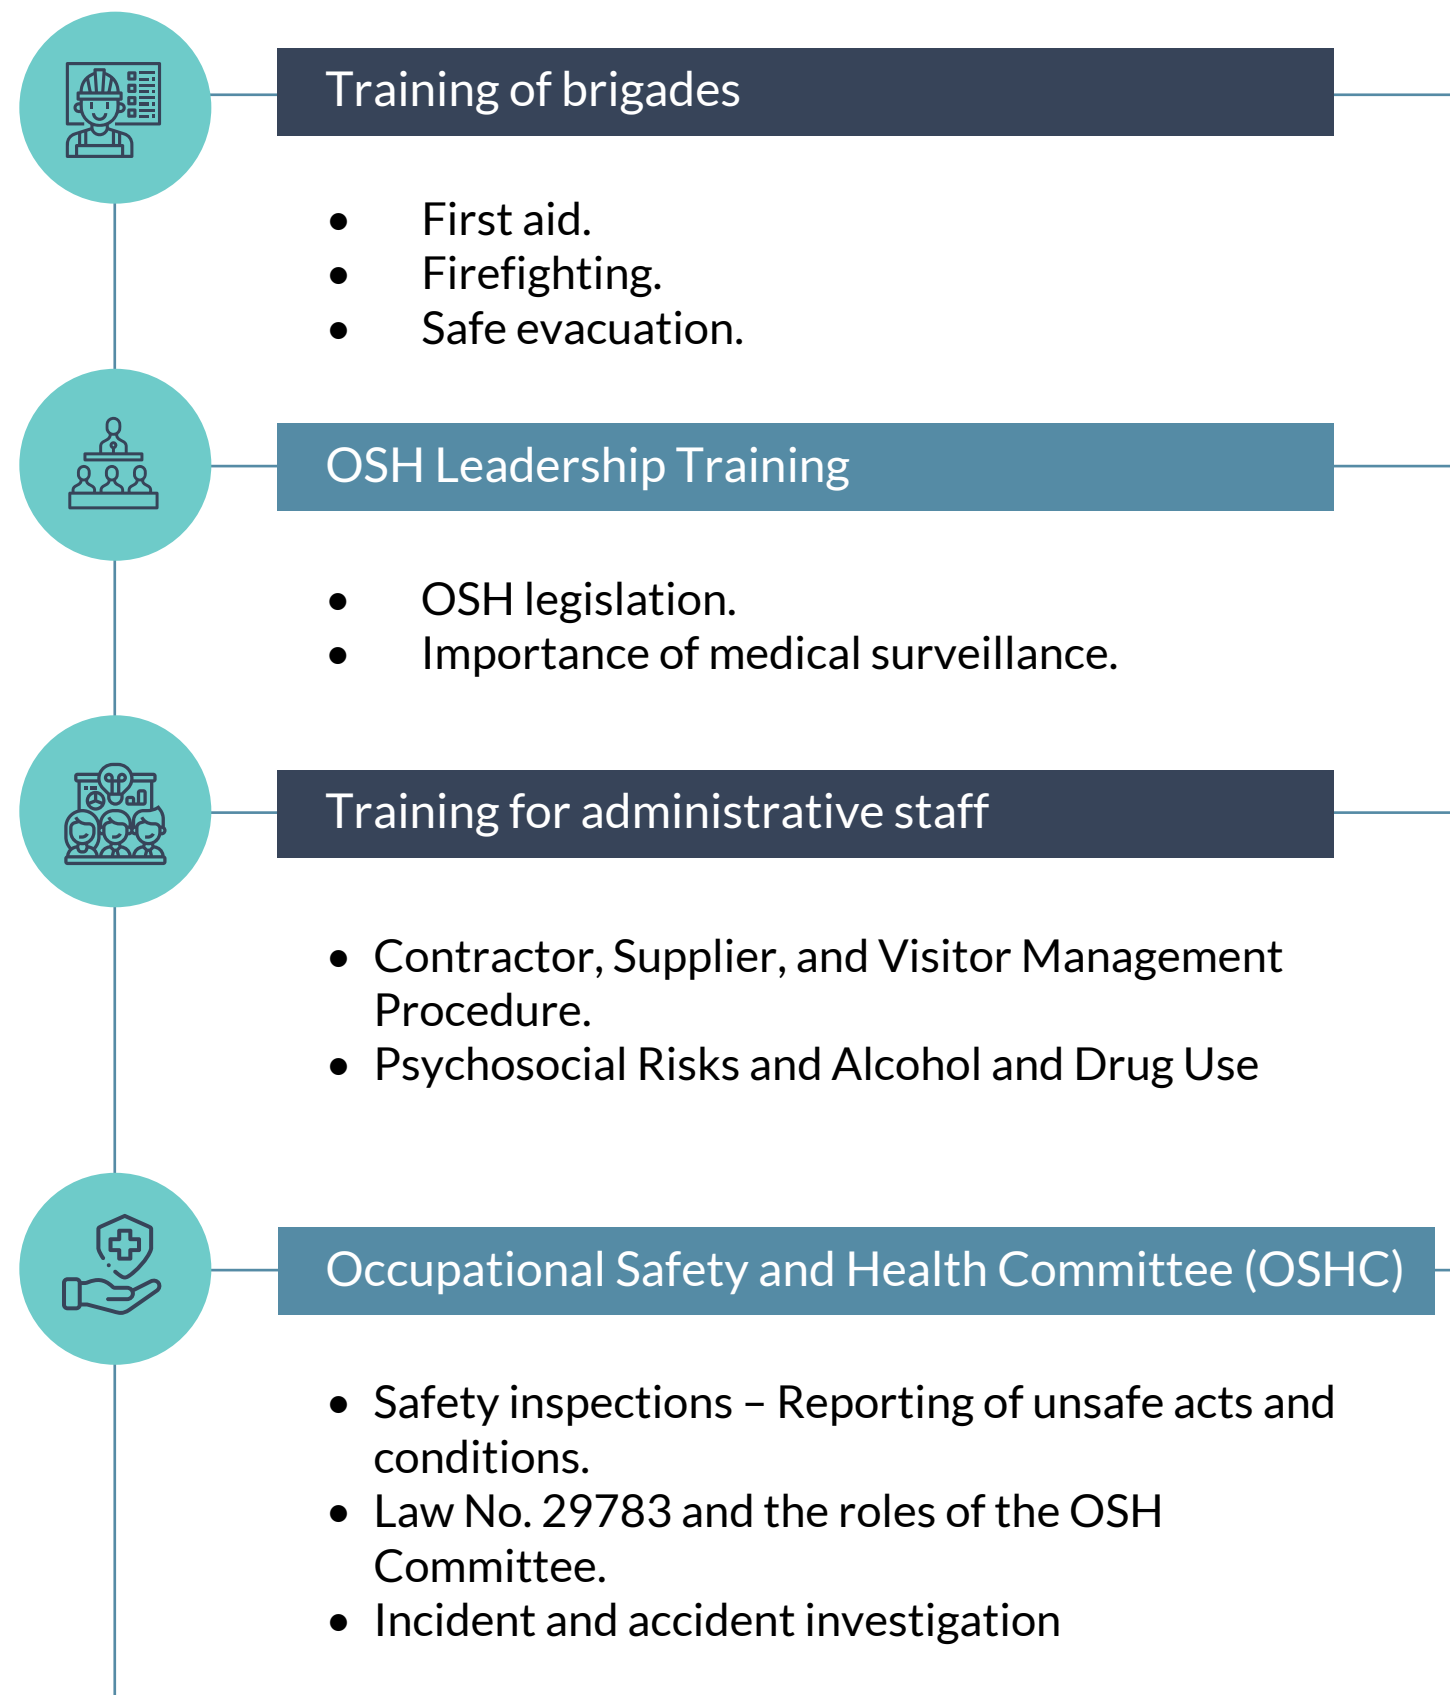 Training of brigades
• First aid.
• Firefighting.
• Safe evacuation.
OSH Leadership Training
• OSH legislation.
• Importance of medical surveillance.
Training for administrative staff
• Contractor, Supplier, and Visitor Management
Procedure.
• Psychosocial Risks and Alcohol and Drug Use
Occupational Safety and Health Committee (OSHC)
• Safety inspections – Reporting of unsafe acts and
conditions.
• Law No. 29783 and the roles of the OSH
Committee.
• Incident and accident investigation